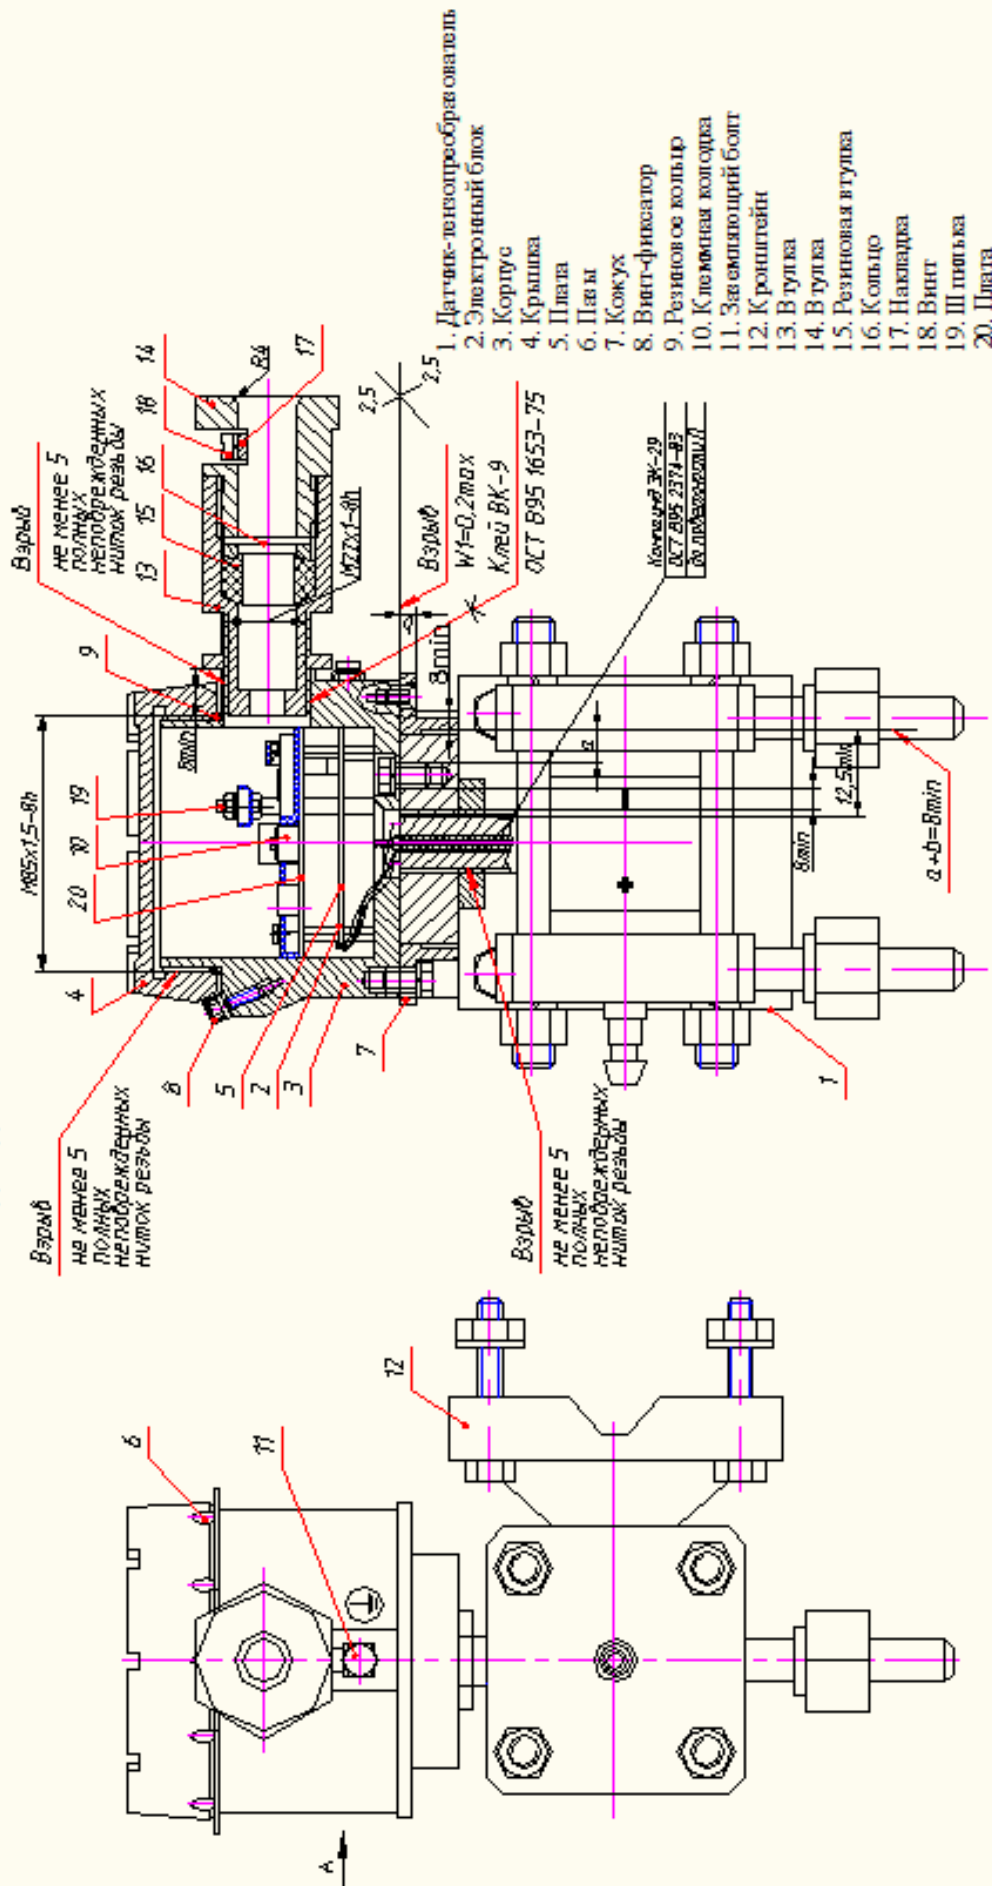 Взрыв
не менее 5
полных
неповрежденных
ниток резьбы
М85х1,5-8h
4
20
10
19
9
8min
13
15
16
18
14
R4
17
М22х1-8h
Взрыв
не менее 5
полных
неповрежденных
ниток резьбы
8
5
2
3
7
2,5
2,5
Взрыв
W1=0,2max
Клей ВК-9
ОСТ В95 1653-75
8min
a
Компаунд ЭК-29
ОСТ В95 2374-83
Взрыв
не менее 5
полных
неповрежденных
ниток резьбы
8min
12,5min
a+b=8min
1
6
11
12
А
1. Датчик-тензопреобразователь
2. Электронный блок
3. Корпус
4. Крышка
5. Плата
6. Пазы
7. Кожух
8. Винт-фиксатор
9. Резиновое кольцо
10. Клеммная колодка
11. Заземляющий болт
12. Кронштейн
13. Втулка
14. Втулка
15. Резиновая втулка
16. Кольцо
17. Накладка
18. Винт
19. Шпилька
20. Плата